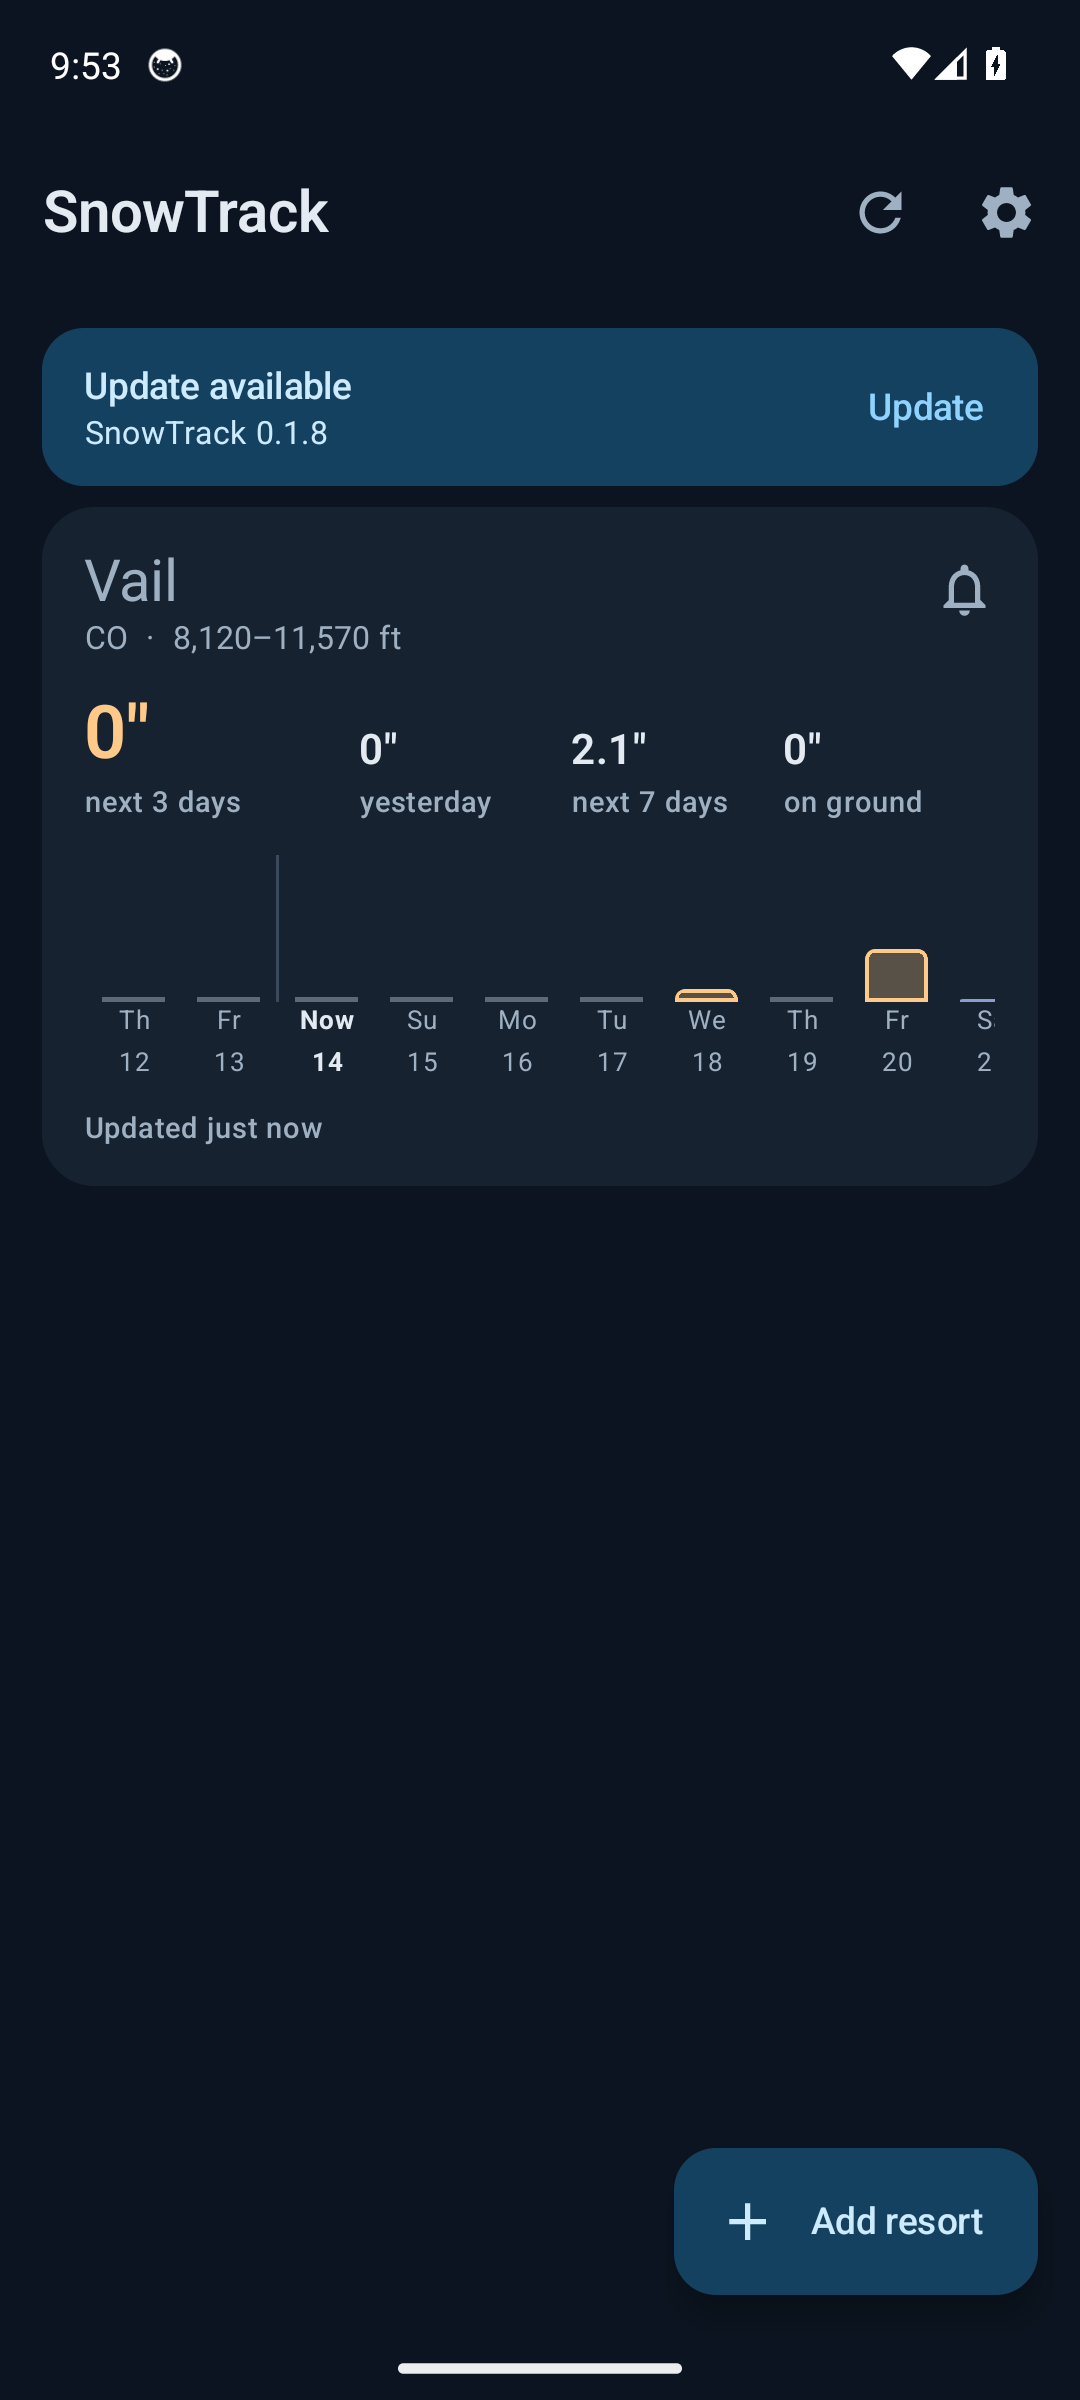 9:53
SnowTrack
Update available
SnowTrack 0.1.8
Update
Vail
CO · 8,120–11,570 ft
0"
next 3 days
0"
yesterday
2.1"
next 7 days
0"
on ground
Th Fr Now Su Mo Tu We Th Fr
12 13 14 15 16 17 18 19 20
Updated just now
Add resort